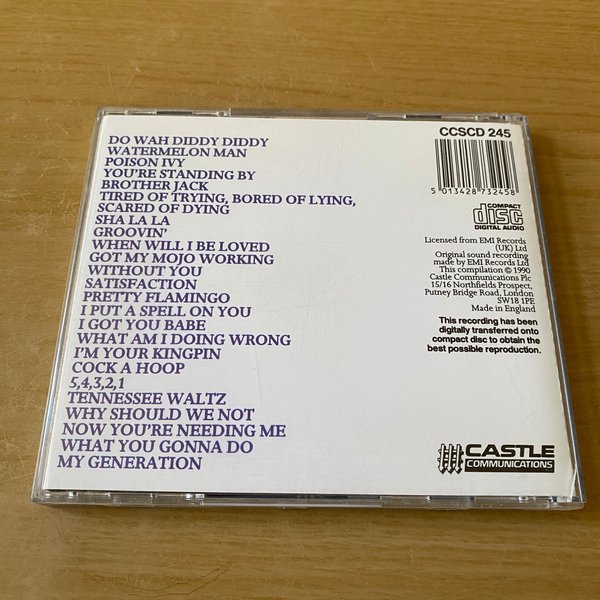 DO WAH DIDDY DIDDY
WATERMELON MAN
POISON IVY
YOU'RE STANDING BY
BROTHER JACK
TIRED OF TRYING, BORED OF LYING,
SCARED OF DYING
SHA LA LA
GROOVIN'
WHEN WILL I BE LOVED
GOT MY MOJO WORKING
WITHOUT YOU
SATISFACTION
PRETTY FLAMINGO
I PUT A SPELL ON YOU
I GOT YOU BABE
WHAT AM I DOING WRONG
I'M YOUR KINGPIN
COCK A HOOP
5,4,3,2,1
TENNESSEE WALTZ
WHY SHOULD WE NOT
NOW YOU'RE NEEDING ME
WHAT YOU GONNA DO
MY GENERATION
CCSCD 245
5 013428 732458
COMPACT
disc
DIGITAL AUDIO
Licensed from EMI Records
(UK) Ltd
Original sound recording
made by EMI Records Ltd
This compilation © 1990
Castle Communications Plc
15/16 Northfields Prospect,
Putney Bridge Road, London
SW18 1PE
Made in England
This recording has been
digitally transferred onto
compact disc to obtain the
best possible reproduction.
CASTLE
COMMUNICATIONS